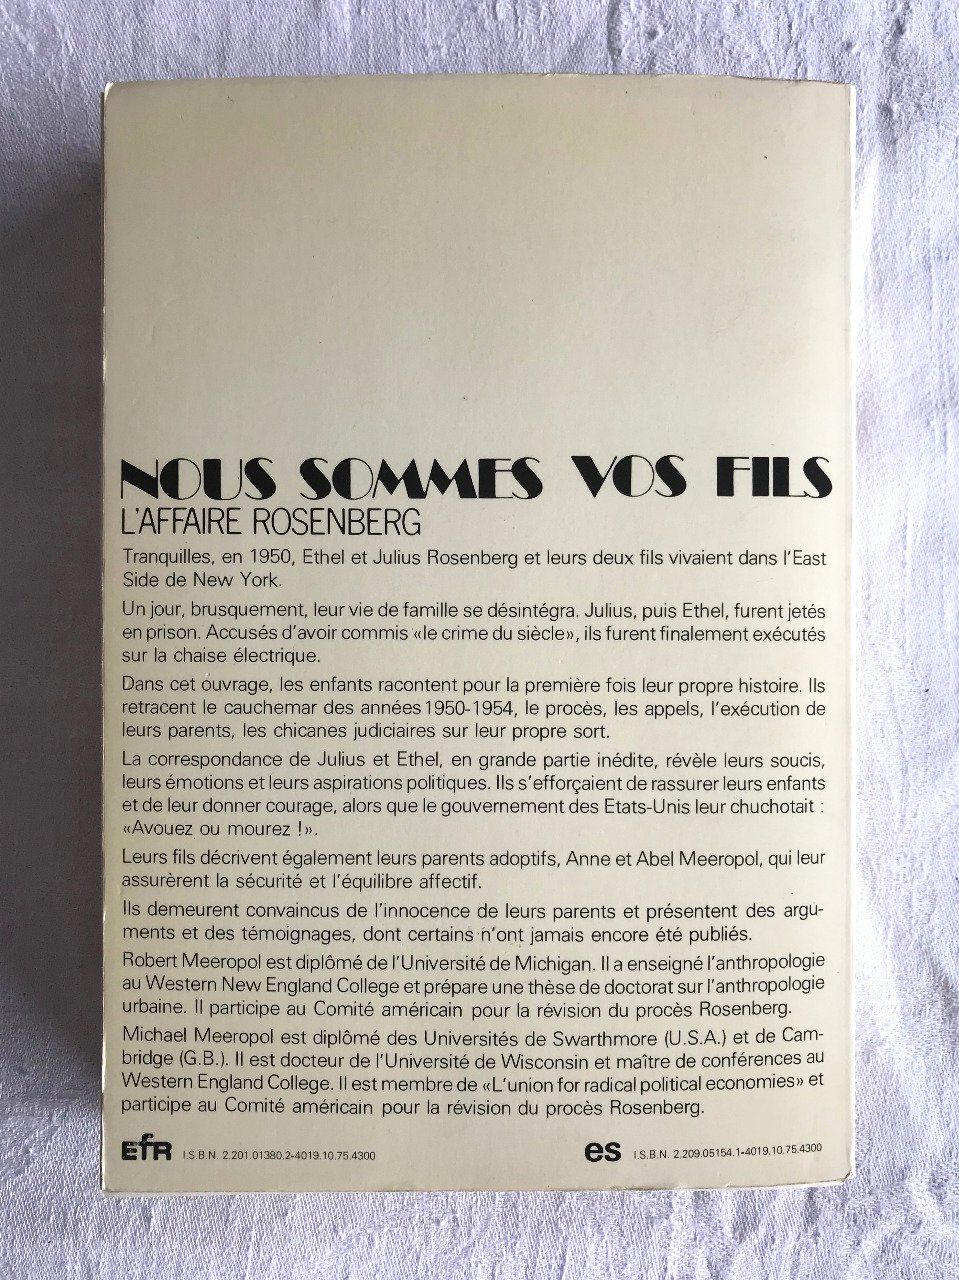 NOUS SOMMES VOS FILS
L'AFFAIRE ROSENBERG
Tranquilles, en 1950, Ethel et Julius Rosenberg et leurs deux fils vivaient dans l'East
Side de New York.
Un jour, brusquement, leur vie de famille se désintégra. Julius, puis Ethel, furent jetés
en prison. Accusés d'avoir commis «le crime du siècle», ils furent finalement exécutés
sur la chaise électrique.
Dans cet ouvrage, les enfants racontent pour la première fois leur propre histoire. Ils
retracent le cauchemar des années 1950-1954, le procès, les appels, l'exécution de
leurs parents, les chicanes judiciaires sur leur propre sort.
La correspondance de Julius et Ethel, en grande partie inédite, révèle leurs soucis,
leurs émotions et leurs aspirations politiques. Ils s'efforçaient de rassurer leurs enfants
et de leur donner courage, alors que le gouvernement des Etats-Unis leur chuchotait :
«Avouez ou mourez !».
Leurs fils décrivent également leurs parents adoptifs, Anne et Abel Meeropol, qui leur
assurèrent la sécurité et l'équilibre affectif.
Ils demeurent convaincus de l'innocence de leurs parents et présentent des argu-
ments et des témoignages, dont certains n'ont jamais encore été publiés.
Robert Meeropol est diplômé de l'Université de Michigan. Il a enseigné l'anthropologie
au Western New England College et prépare une thèse de doctorat sur l'anthropologie
urbaine. Il participe au Comité américain pour la révision du procès Rosenberg.
Michael Meeropol est diplômé des Universités de Swarthmore (U.S.A.) et de Cam-
bridge (G.B.). Il est docteur de l'Université de Wisconsin et maître de conférences au
Western England College. Il est membre de «L'union for radical political economies» et
participe au Comité américain pour la révision du procès Rosenberg.
EfR I.S.B.N. 2.201.01380.2-4019.10.75.4300
es I.S.B.N. 2.209.05154.1-4019.10.75.4300